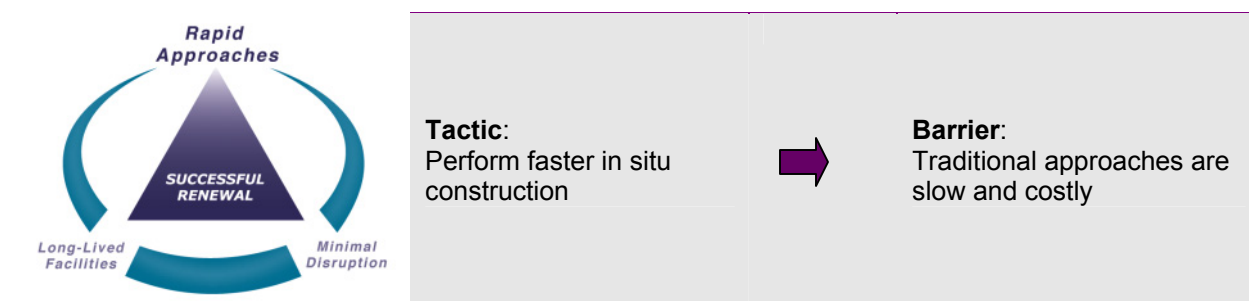 Rapid
Approaches
SUCCESSFUL
RENEWAL
Long-Lived
Facilities
Minimal
Disruption
Tactic:
Perform faster in situ
construction
Barrier:
Traditional approaches are
slow and costly